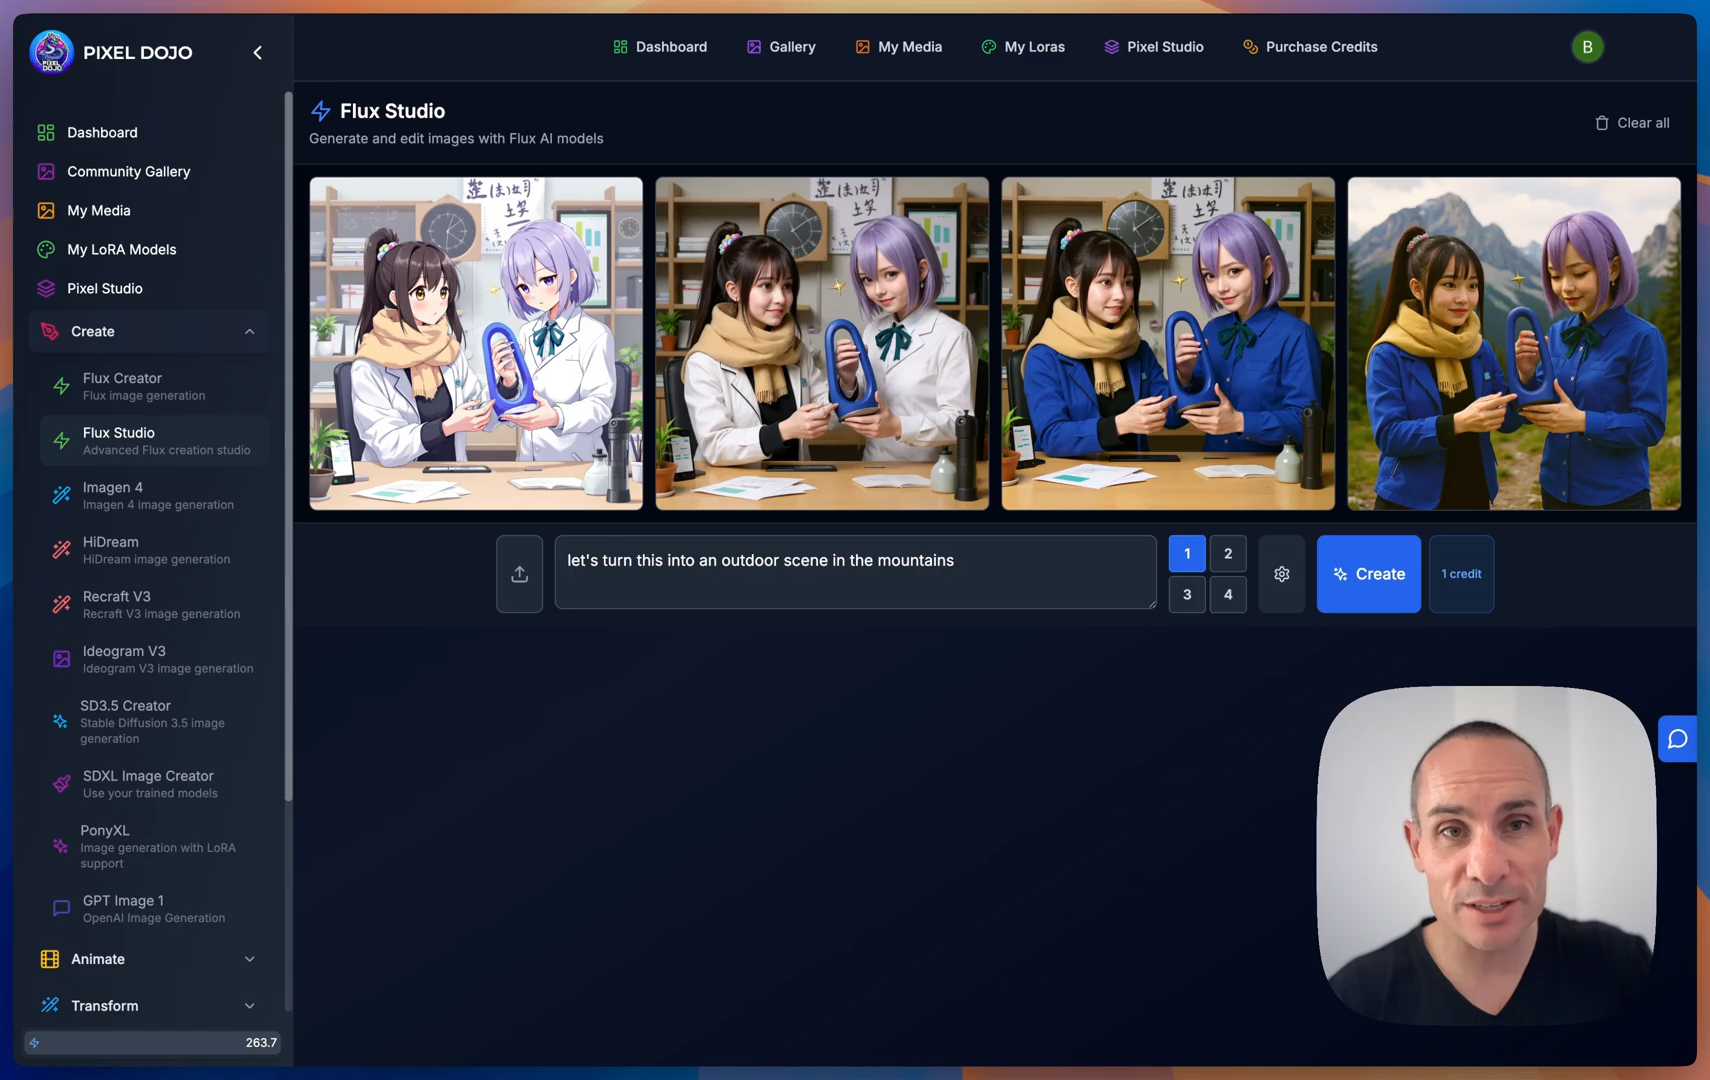 PIXEL DOJO
Dashboard
Gallery
My Media
My Loras
Pixel Studio
Purchase Credits
B
Dashboard
Community Gallery
My Media
My LoRA Models
Pixel Studio
Create
Flux Creator
Flux image generation
Flux Studio
Advanced Flux creation studio
Imagen 4
Imagen 4 image generation
HiDream
HiDream image generation
Recraft V3
Recraft V3 image generation
Ideogram V3
Ideogram V3 image generation
SD3.5 Creator
Stable Diffusion 3.5 image
generation
SDXL Image Creator
Use your trained models
PonyXL
Image generation with LoRA
support
GPT Image 1
OpenAI Image Generation
Animate
Transform
263.7
Flux Studio
Generate and edit images with Flux AI models
Clear all
let's turn this into an outdoor scene in the mountains
1
2
3
4
Create
1 credit